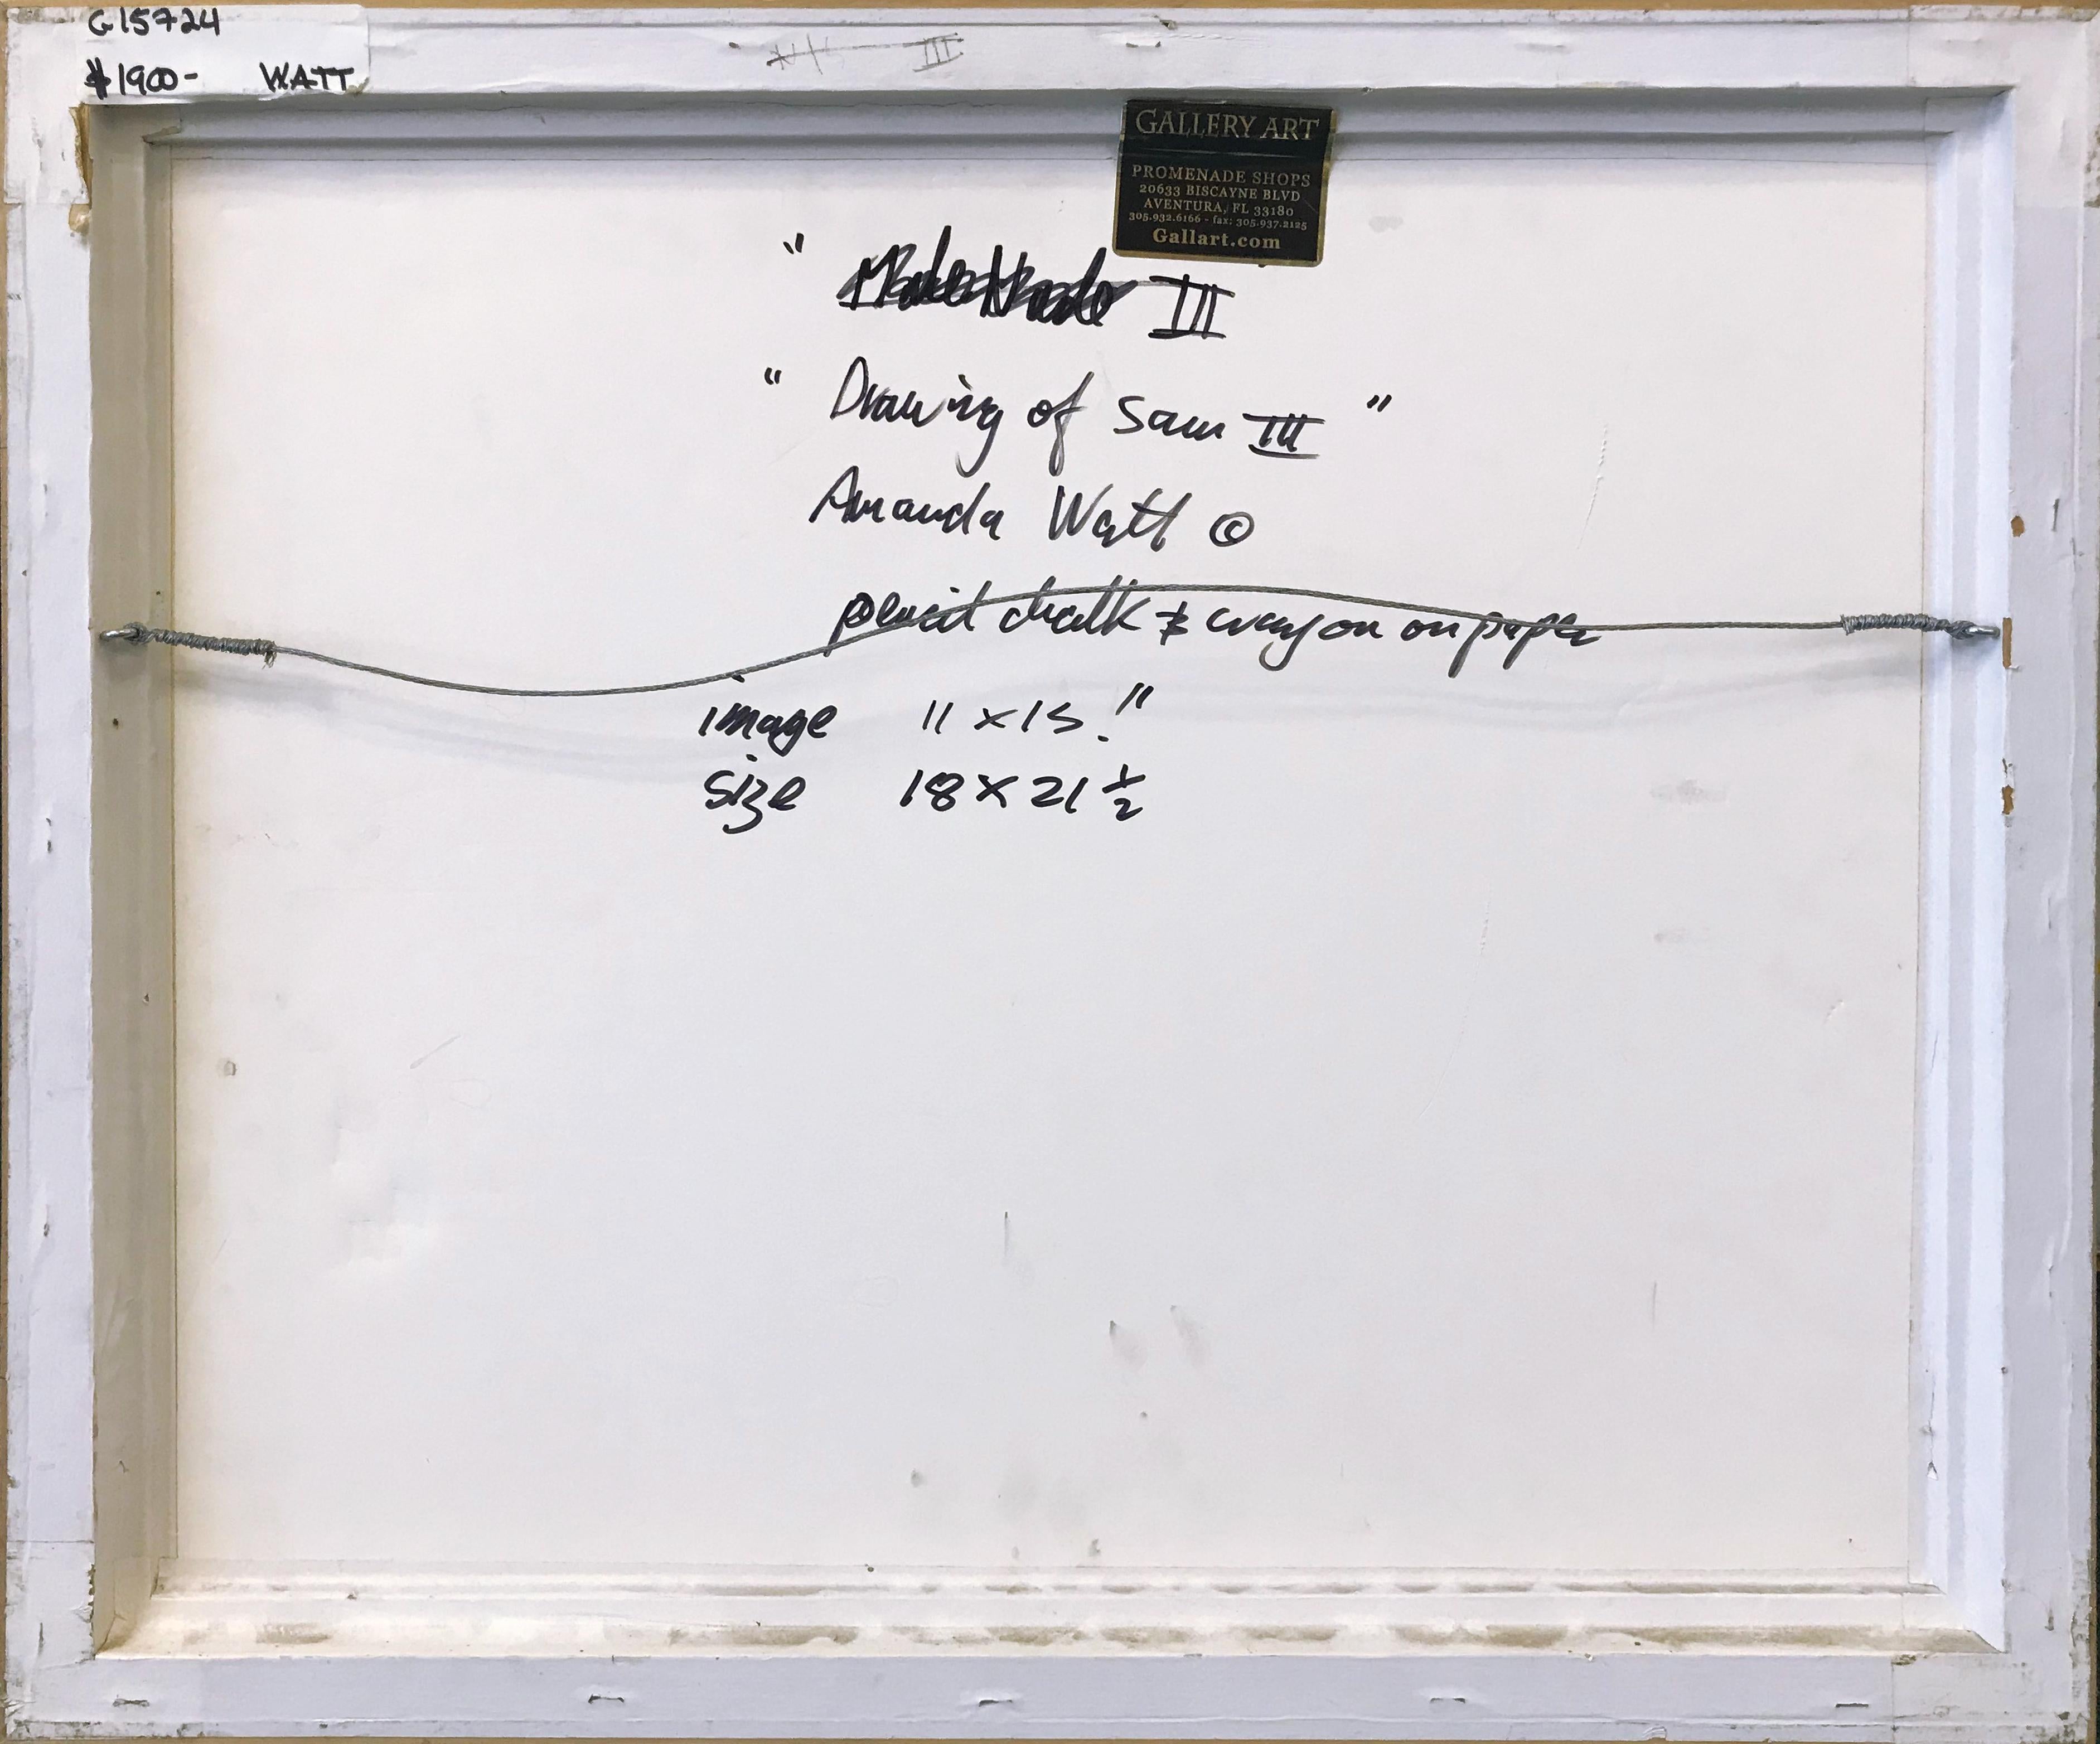 G15724
$1900- WATT
III
GALLERY ART
PROMENADE SHOPS
20633 BISCAYNE BLVD
AVENTURA, FL 33180
305.932.6166 - fax: 305.937.2125
Gallart.com
" III
" Drawing of Sam III "
Amanda Watt ©
pencil chalk & crayon on paper
image 11 x 15."
size 18 x 21 ½